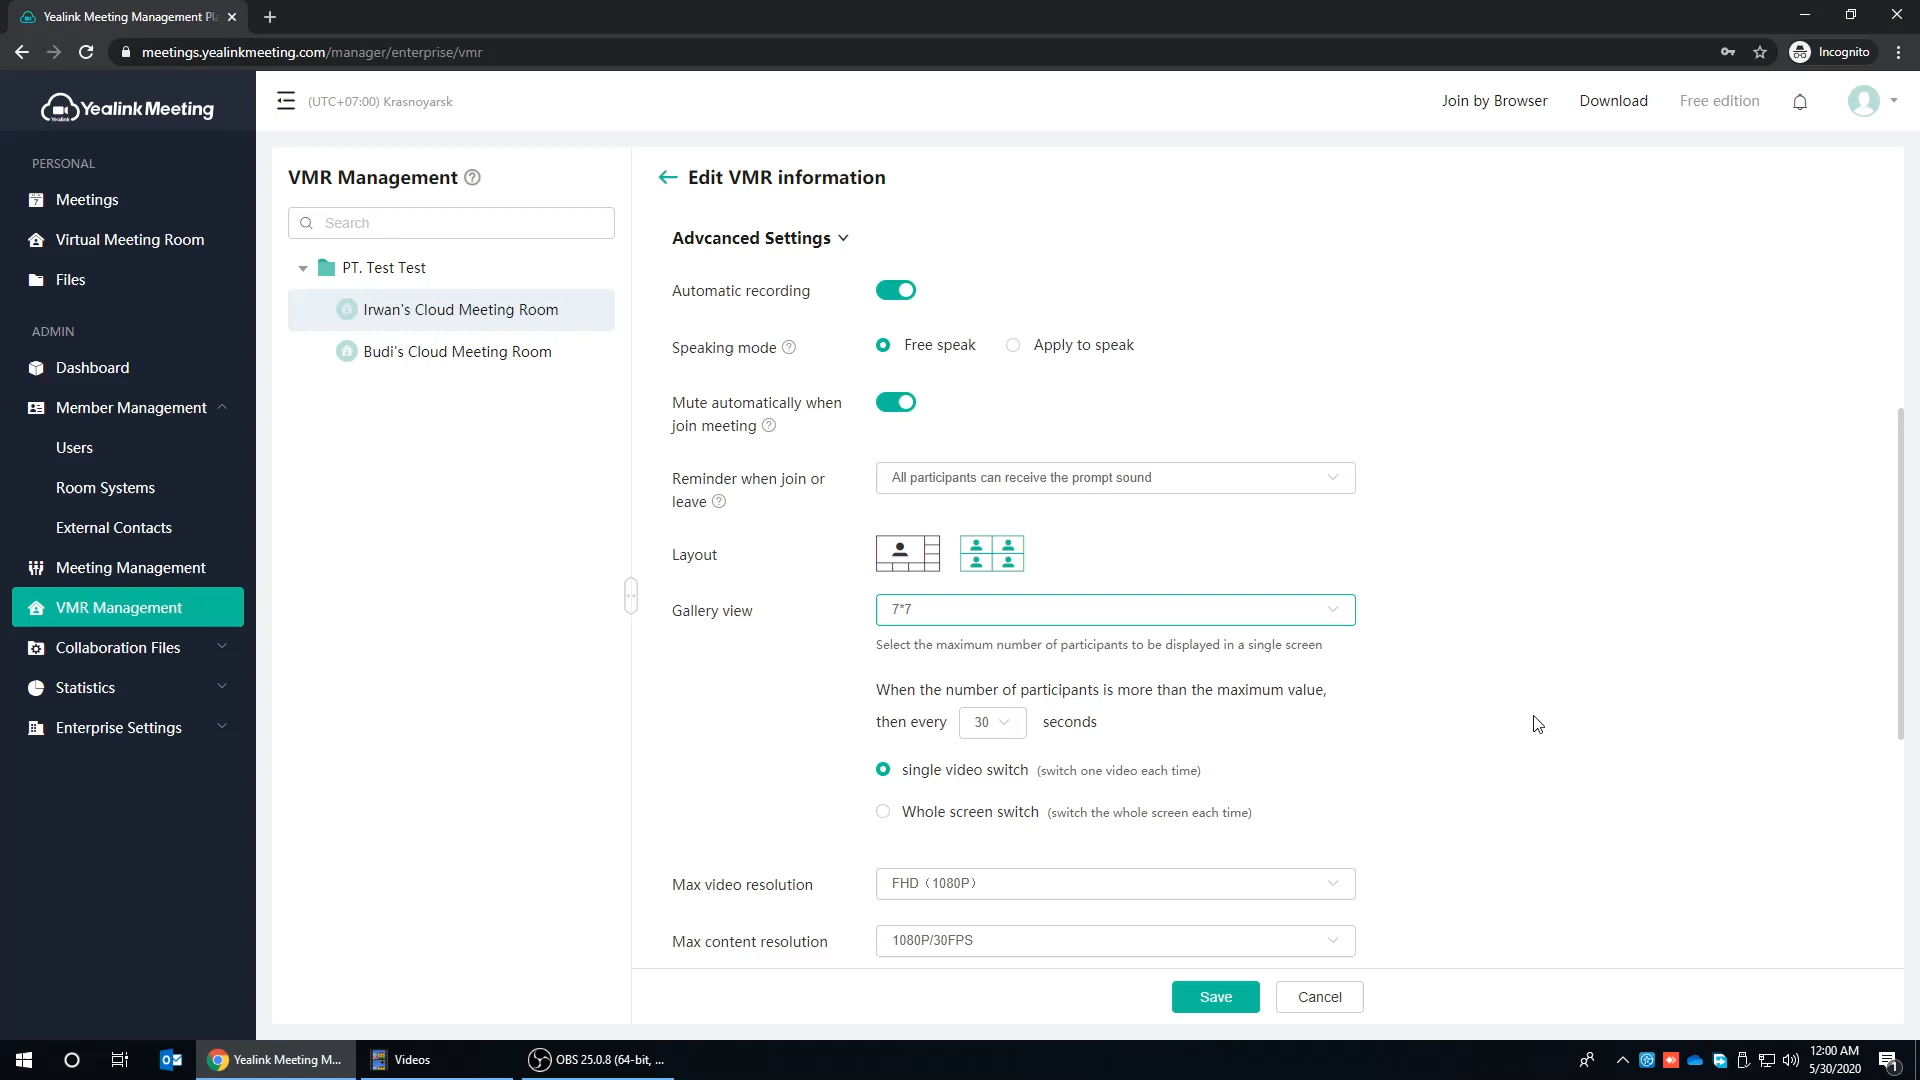 Yealink Meeting Management Pl
meetings.yealinkmeeting.com/manager/enterprise/vmr
Incognito
Yealink Meeting
Yealink
(UTC+07:00) Krasnoyarsk
Join by Browser
Download
Free edition
PERSONAL
Meetings
Virtual Meeting Room
Files
ADMIN
Dashboard
Member Management
Users
Room Systems
External Contacts
Meeting Management
VMR Management
Collaboration Files
Statistics
Enterprise Settings
VMR Management
Search
PT. Test Test
Irwan's Cloud Meeting Room
Budi's Cloud Meeting Room
Edit VMR information
Advcanced Settings
Automatic recording
Speaking mode
Free speak
Apply to speak
Mute automatically when
join meeting
Reminder when join or
leave
All participants can receive the prompt sound
Layout
Gallery view
7*7
Select the maximum number of participants to be displayed in a single screen
When the number of participants is more than the maximum value,
then every 30 seconds
single video switch (switch one video each time)
Whole screen switch (switch the whole screen each time)
Max video resolution
FHD（1080P）
Max content resolution
1080P/30FPS
Save
Cancel
Yealink Meeting M...
Videos
OBS 25.0.8 (64-bit, ...
12:00 AM
5/30/2020
1